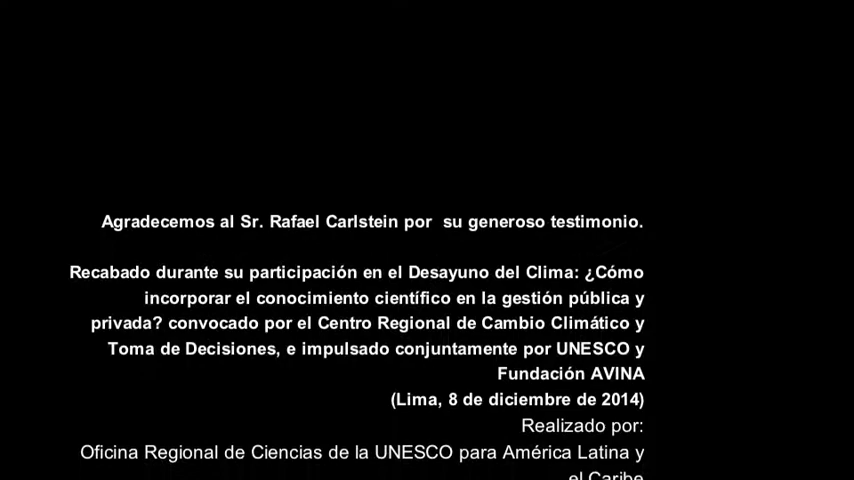 Agradecemos al Sr. Rafael Carlstein por  su generoso testimonio.
Recabado durante su participación en el Desayuno del Clima: ¿Cómo
incorporar el conocimiento científico en la gestión pública y
privada? convocado por el Centro Regional de Cambio Climático y
Toma de Decisiones, e impulsado conjuntamente por UNESCO y
Fundación AVINA
(Lima, 8 de diciembre de 2014)
Realizado por:
Oficina Regional de Ciencias de la UNESCO para América Latina y
el Caribe